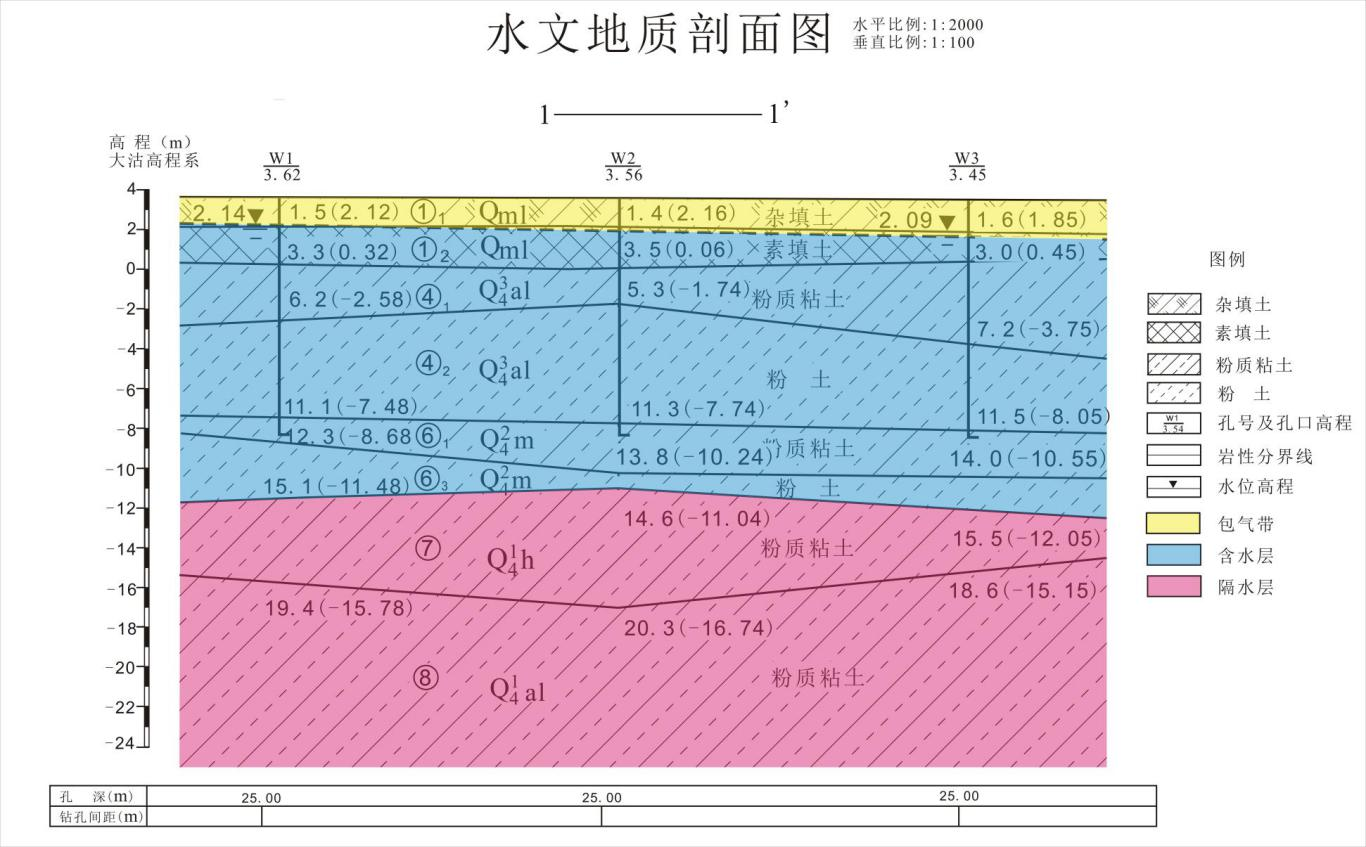 水文地质剖面图
水平比例:1:2000
垂直比例:1:100
1 1’
高 程 (m)
大沽高程系
W1
3.62
W2
3.56
W3
3.45
4
2
0
-2
-4
-6
-8
-10
-12
-14
-16
-18
-20
-22
-24
2.14 1.5(2.12) ①1 Qml 1.4(2.16) 杂填土 2.09 1.6(1.85)
3.3(0.32) ①2 Qml 3.5(0.06) 素填土 3.0(0.45)
6.2(-2.58) ④1 Q₄³al 5.3(-1.74) 粉质粘土
7.2(-3.75)
④2 Q₄³al 粉 土
11.1(-7.48) 11.3(-7.74) 11.5(-8.05)
12.3(-8.68 ⑥1 Q₄²m 13.8(-10.24) 粉质粘土 14.0(-10.55)
15.1(-11.48) ⑥3 Q₄²m 粉 土
14.6(-11.04)
⑦ Q₄¹h 粉质粘土 15.5(-12.05)
19.4(-15.78) 18.6(-15.15)
20.3(-16.74)
⑧ Q₄¹al 粉质粘土
图例
杂填土
素填土
粉质粘土
粉 土
W1
3.54
孔号及孔口高程
岩性分界线
水位高程
包气带
含水层
隔水层
孔 深(m) 25.00 25.00 25.00
钻孔间距(m)